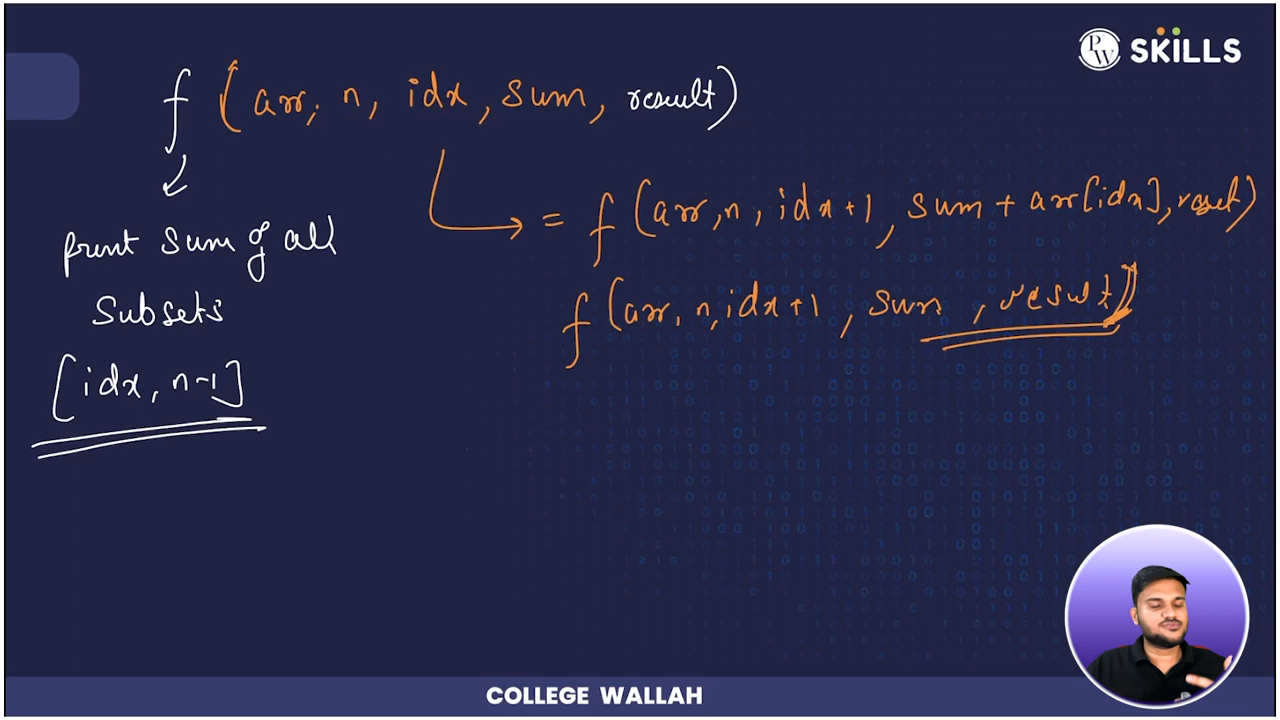 PW SKILLS
f (arr, n, idx, sum, result)
= f (arr, n, idx+1, sum + arr[idx], result)
print sum of all
f (arr, n, idx+1, sum, result)
Subsets
[idx, n-1]
COLLEGE WALLAH